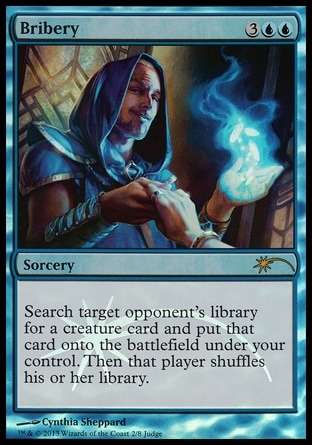 Bribery 3
Sorcery
Search target opponent's library
for a creature card and put that
card onto the battlefield under your
control. Then that player shuffles
his or her library.
Cynthia Sheppard
™ & © 2013 Wizards of the Coast 2/8 Judge